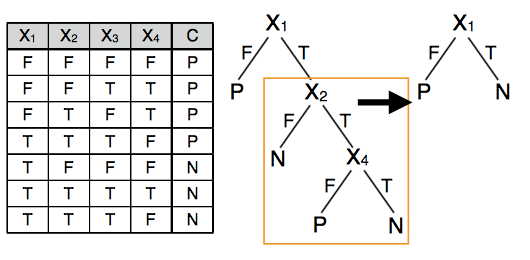 X1 X2 X3 X4 C
F F F F P
F F T T P
F T F T P
T T T F P
T F F F N
T T T T N
T T T F N
X1
F T
P X2
F T
N X4
F T
P N
X1
F T
P N